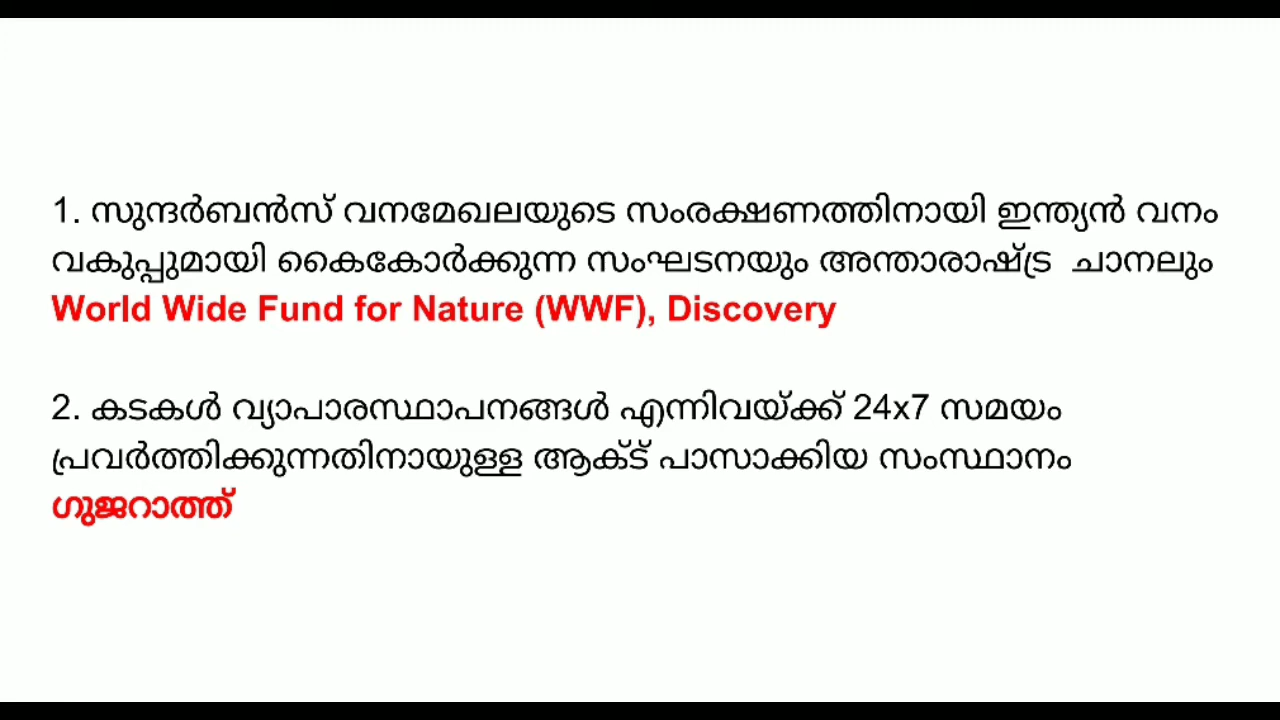 1. സുന്ദർബൻസ് വനമേഖലയുടെ സംരക്ഷണത്തിനായി ഇന്ത്യൻ വനം
വകുപ്പുമായി കൈകോർക്കുന്ന സംഘടനയും അന്താരാഷ്ട്ര ചാനലും
World Wide Fund for Nature (WWF), Discovery
2. കടകൾ വ്യാപാരസ്ഥാപനങ്ങൾ എന്നിവയ്ക്ക് 24x7 സമയം
പ്രവർത്തിക്കുന്നതിനായുള്ള ആക്ട് പാസാക്കിയ സംസ്ഥാനം
ഗുജറാത്ത്